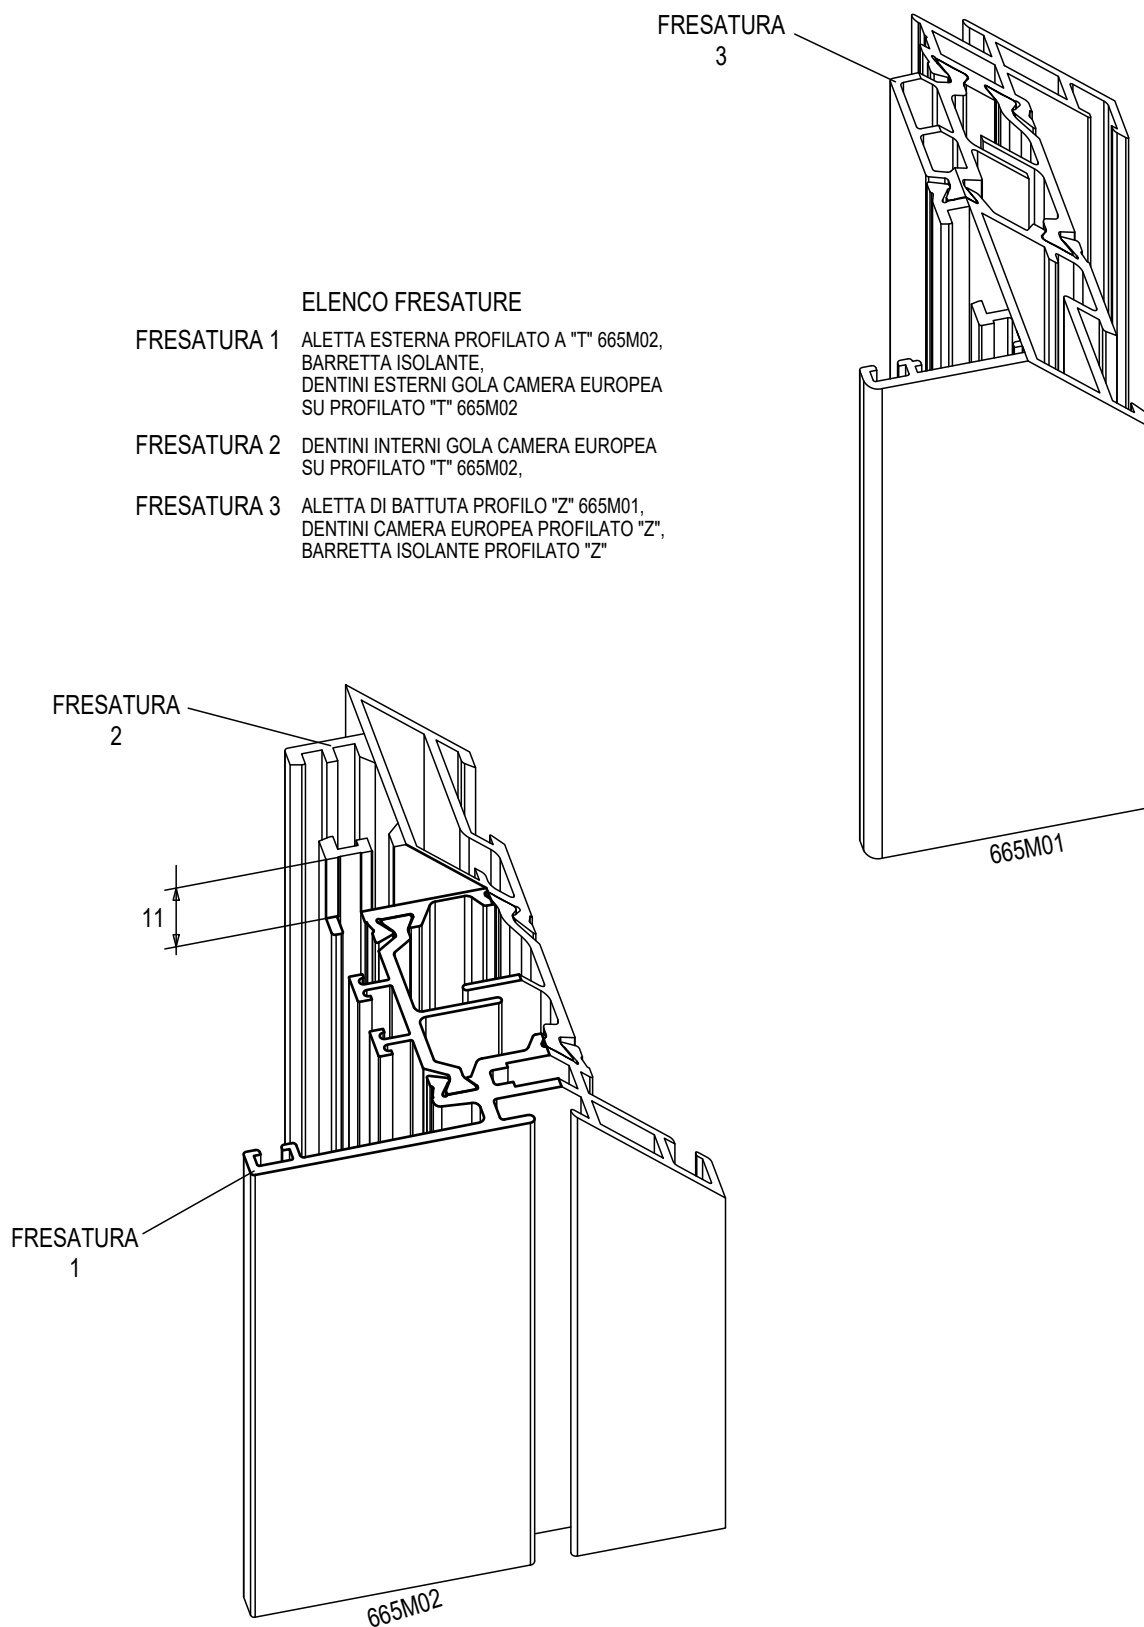 FRESATURA
3
ELENCO FRESATURE
FRESATURA 1 ALETTA ESTERNA PROFILATO A "T" 665M02,
BARRETTA ISOLANTE,
DENTINI ESTERNI GOLA CAMERA EUROPEA
SU PROFILATO "T" 665M02
FRESATURA 2 DENTINI INTERNI GOLA CAMERA EUROPEA
SU PROFILATO "T" 665M02,
FRESATURA 3 ALETTA DI BATTUTA PROFILO "Z" 665M01,
DENTINI CAMERA EUROPEA PROFILATO "Z",
BARRETTA ISOLANTE PROFILATO "Z"
FRESATURA
2
665M01
11
FRESATURA
1
665M02